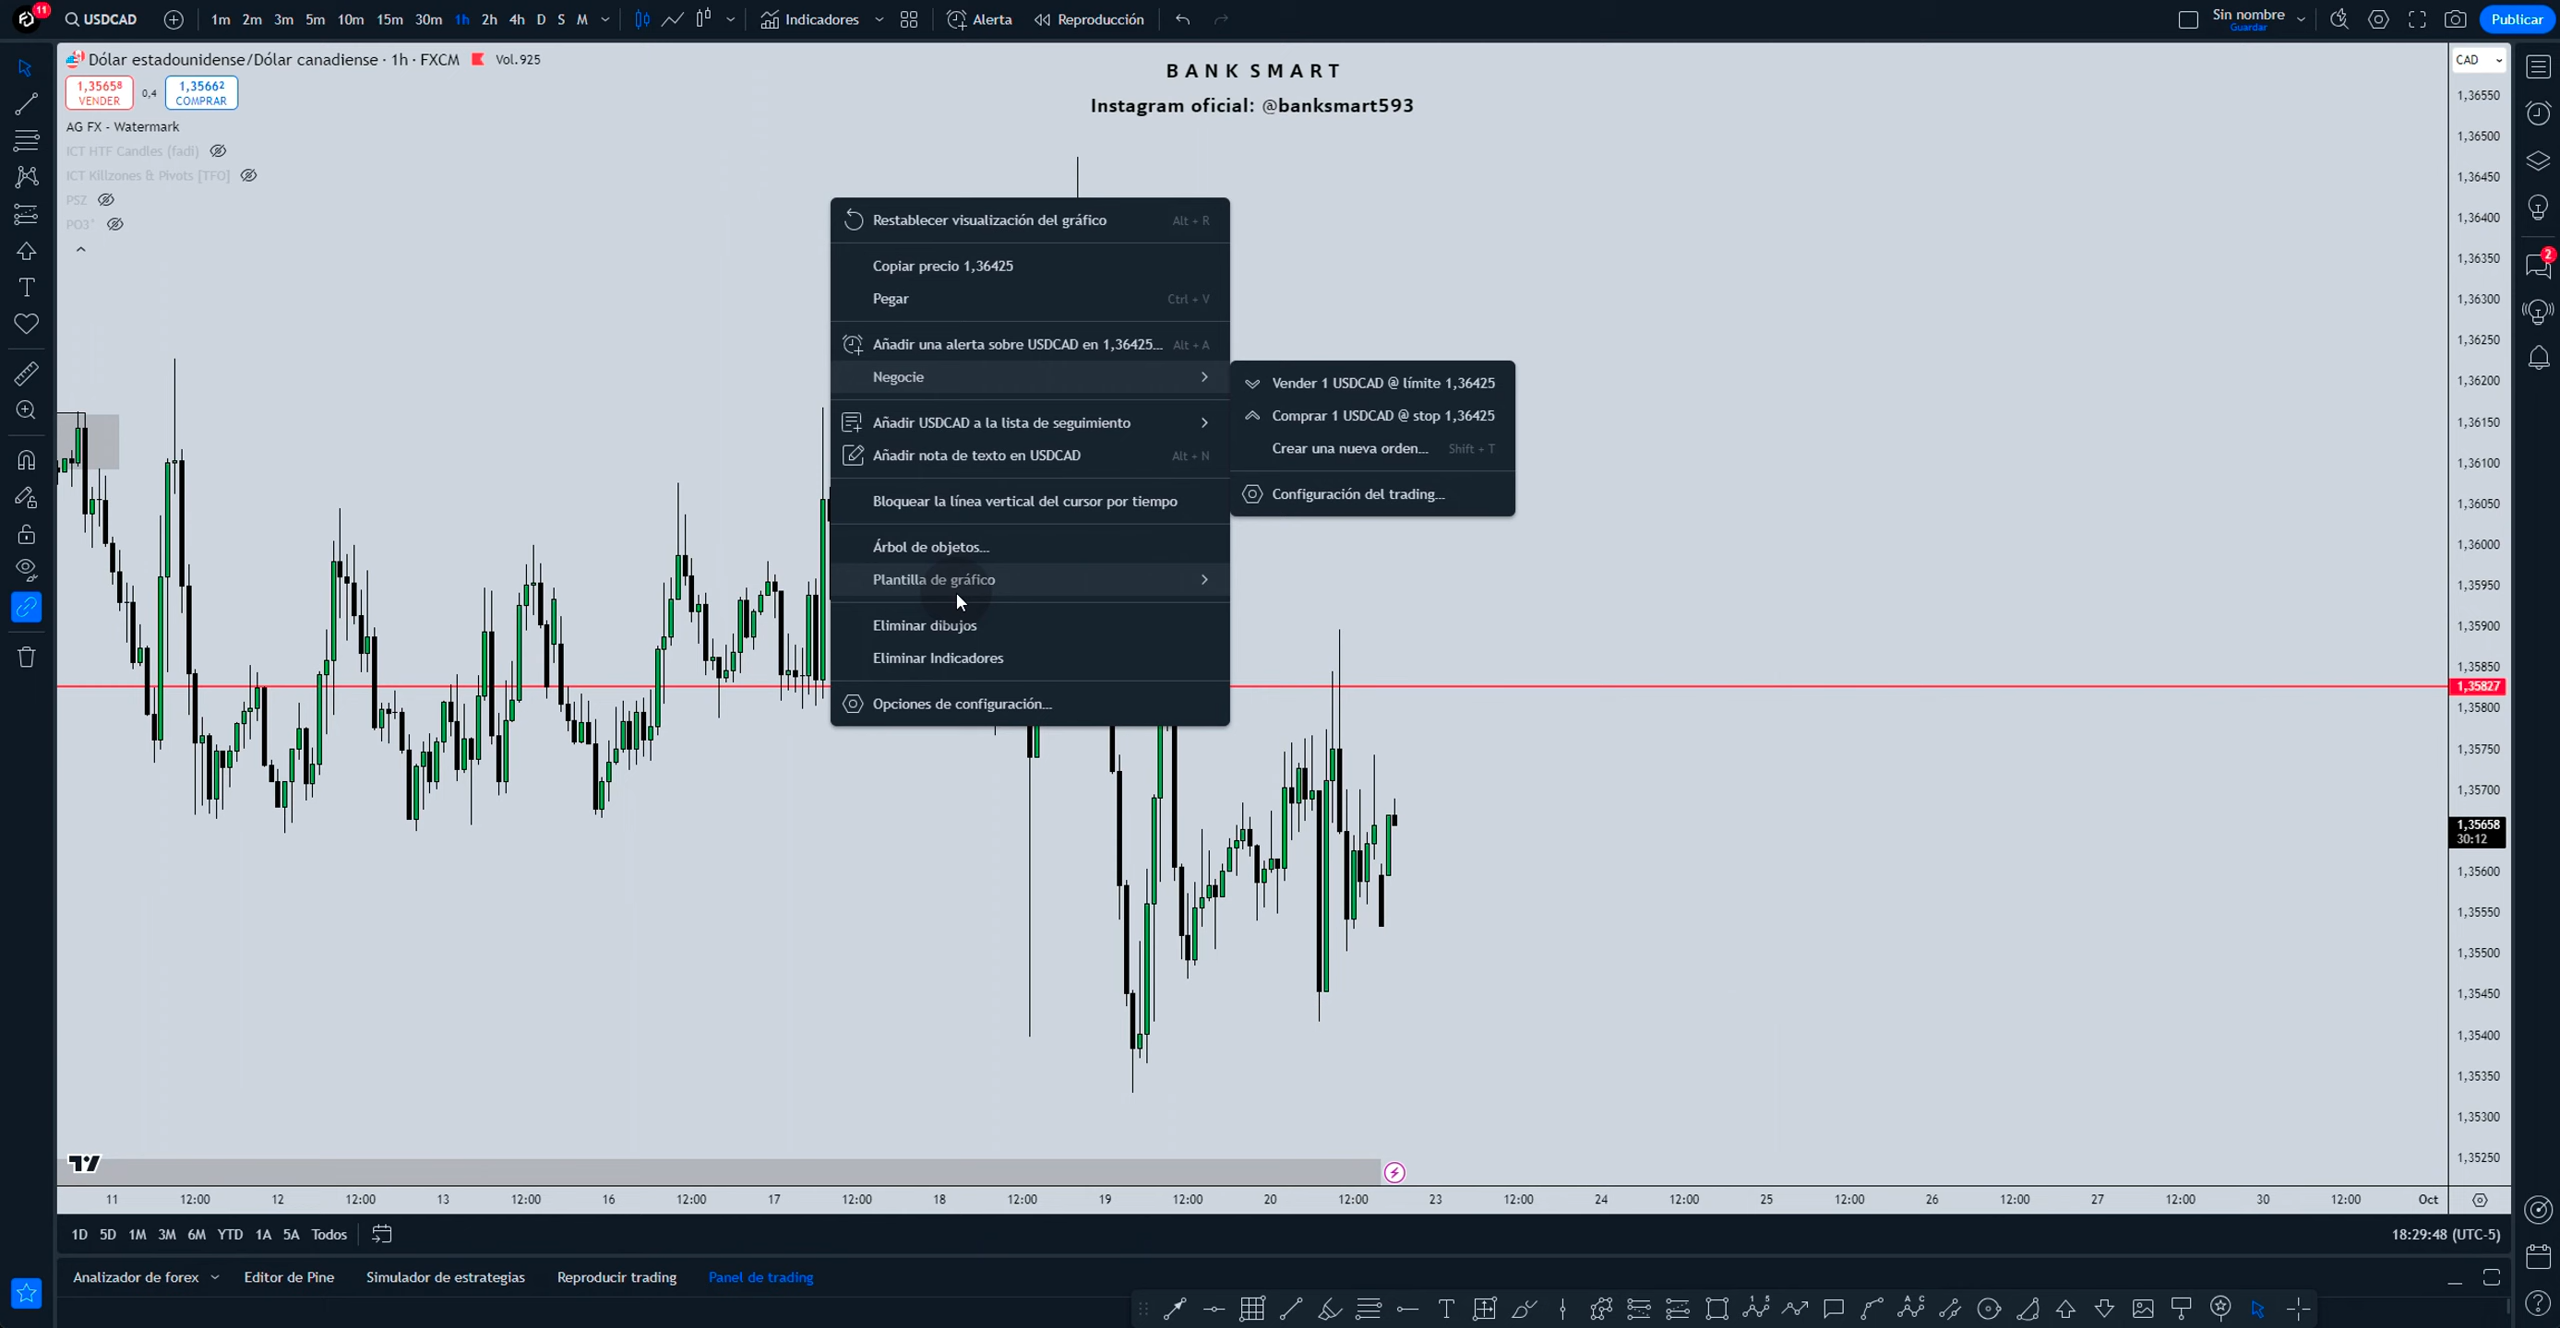 11
USDCAD
1m 2m 3m 5m 10m 15m 30m 1h 2h 4h D S M
Indicadores
Alerta
Reproducción
Sin nombre
Guardar
Publicar
Dólar estadounidense/Dólar canadiense · 1h · FXCM
Vol.925
1,35658
VENDER
0,4
1,35662
COMPRAR
AG FX - Watermark
ICT HTF Candles (fadi)
ICT Killzones & Pivots [TFO]
PSZ
PO3+
BANK SMART
Instagram oficial: @banksmart593
Restablecer visualización del gráfico Alt + R
Copiar precio 1,36425
Pegar Ctrl + V
Añadir una alerta sobre USDCAD en 1,36425... Alt + A
Negocie
Añadir USDCAD a la lista de seguimiento
Añadir nota de texto en USDCAD Alt + N
Bloquear la línea vertical del cursor por tiempo
Árbol de objetos...
Plantilla de gráfico
Eliminar dibujos
Eliminar Indicadores
Opciones de configuración...
Vender 1 USDCAD @ límite 1,36425
Comprar 1 USDCAD @ stop 1,36425
Crear una nueva orden... Shift + T
Configuración del trading...
CAD
1,36550
1,36500
1,36450
1,36400
1,36350
1,36300
1,36250
1,36200
1,36150
1,36100
1,36050
1,36000
1,35950
1,35900
1,35850
1,35827
1,35800
1,35750
1,35700
1,35658
30:12
1,35600
1,35550
1,35500
1,35450
1,35400
1,35350
1,35300
1,35250
2
11 12:00 12 12:00 13 12:00 16 12:00 17 12:00 18 12:00 19 12:00 20 12:00 23 12:00 24 12:00 25 12:00 26 12:00 27 12:00 30 12:00 Oct
1D 5D 1M 3M 6M YTD 1A 5A Todos
18:29:48 (UTC-5)
Analizador de forex
Editor de Pine
Simulador de estrategias
Reproducir trading
Panel de trading